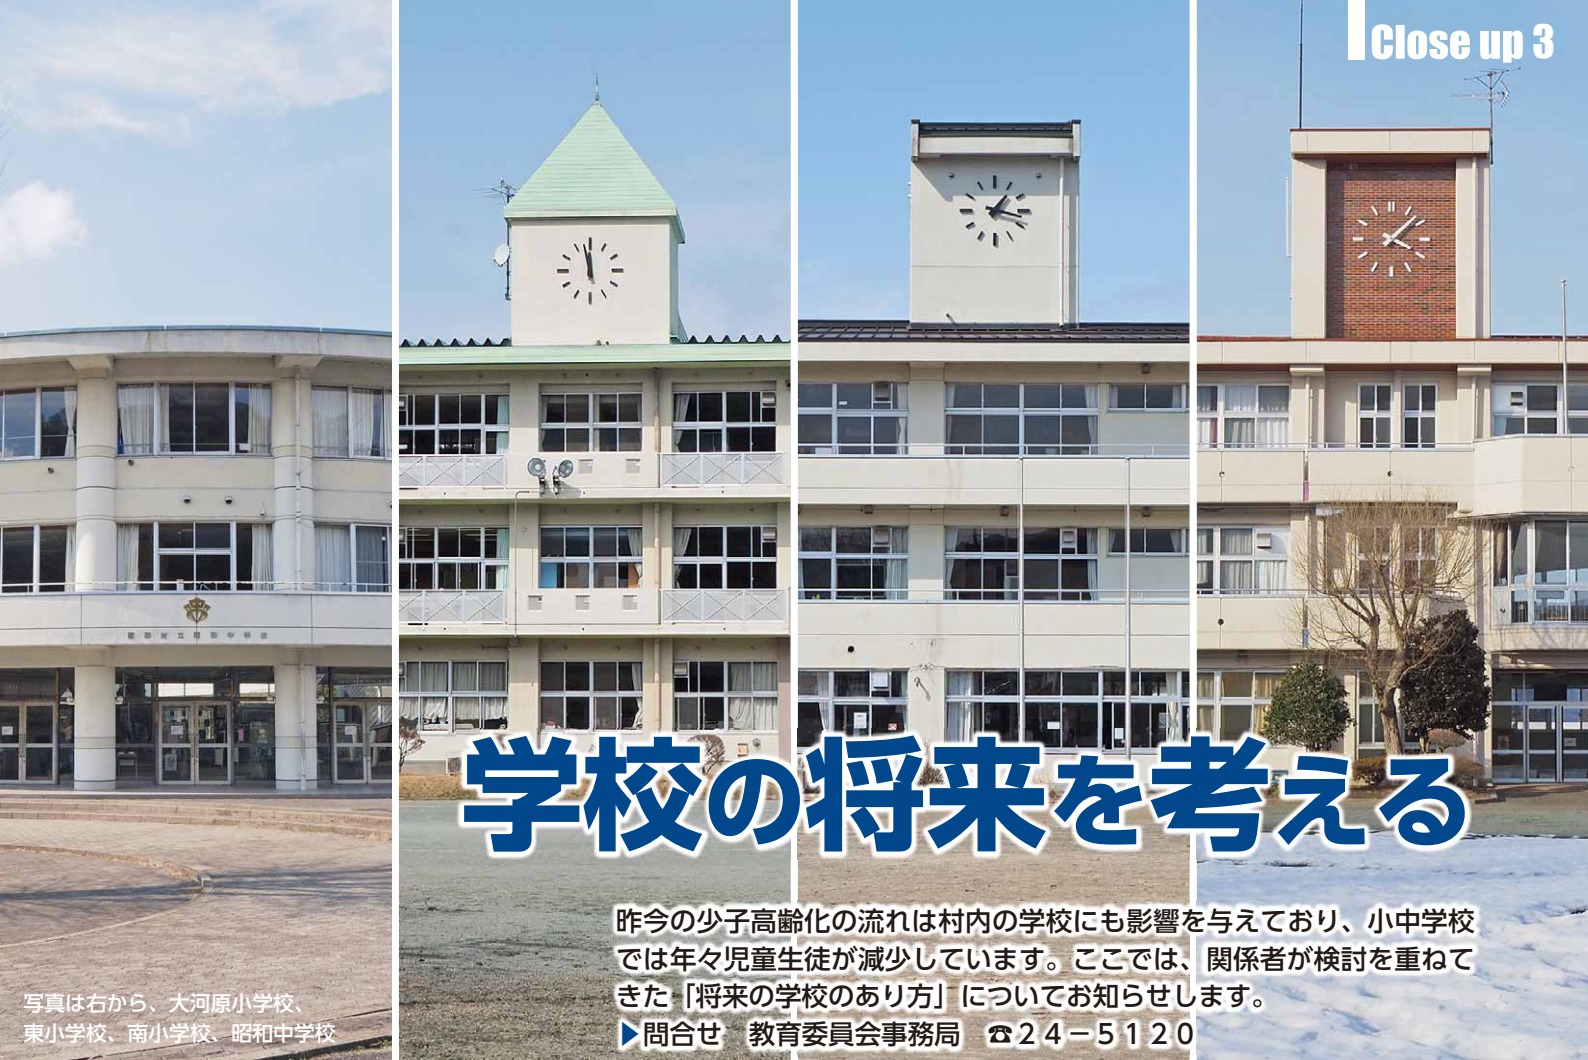 Close up 3
学校の将来を考える
昨今の少子高齢化の流れは村内の学校にも影響を与えており、小中学校
では年々児童生徒が減少しています。ここでは、関係者が検討を重ねて
きた「将来の学校のあり方」についてお知らせします。
▶問合せ　教育委員会事務局　☎24－5120
写真は右から、大河原小学校、
東小学校、南小学校、昭和中学校